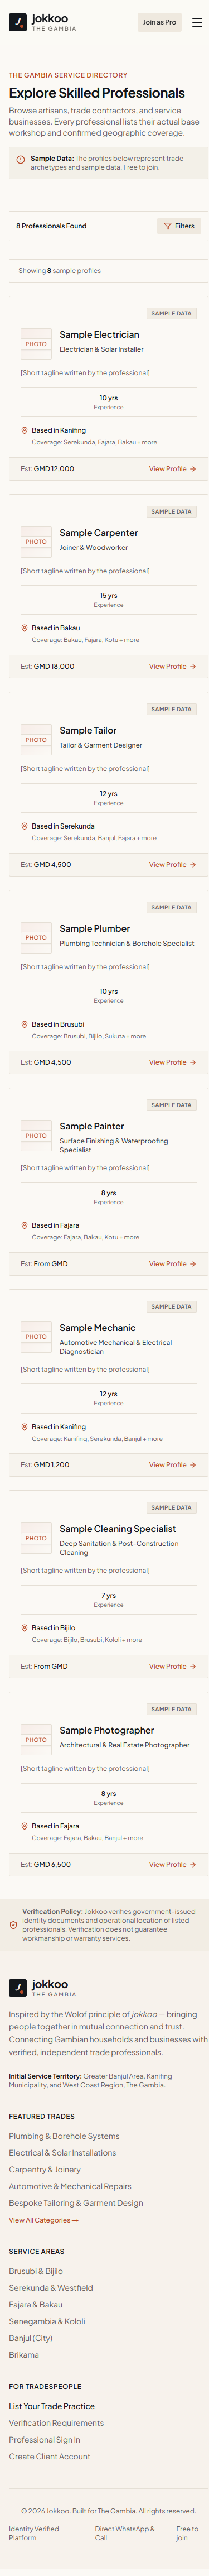 jokkoo
THE GAMBIA
Join as Pro
THE GAMBIA SERVICE DIRECTORY
Explore Skilled Professionals
Browse artisans, trade contractors, and service
businesses. Every professional lists their actual base
workshop and confirmed geographic coverage.
Sample Data: The profiles below represent trade
archetypes and sample data. Free to join.
8 Professionals Found
Filters
Showing 8 sample profiles
SAMPLE DATA
PHOTO
Sample Electrician
Electrician & Solar Installer
[Short tagline written by the professional]
10 yrs
Experience
Based in Kanifing
Coverage: Serekunda, Fajara, Bakau + more
Est: GMD 12,000
View Profile →
SAMPLE DATA
PHOTO
Sample Carpenter
Joiner & Woodworker
[Short tagline written by the professional]
15 yrs
Experience
Based in Bakau
Coverage: Bakau, Fajara, Kotu + more
Est: GMD 18,000
View Profile →
SAMPLE DATA
PHOTO
Sample Tailor
Tailor & Garment Designer
[Short tagline written by the professional]
12 yrs
Experience
Based in Serekunda
Coverage: Serekunda, Banjul, Fajara + more
Est: GMD 4,500
View Profile →
SAMPLE DATA
PHOTO
Sample Plumber
Plumbing Technician & Borehole Specialist
[Short tagline written by the professional]
10 yrs
Experience
Based in Brusubi
Coverage: Brusubi, Bijilo, Sukuta + more
Est: GMD 4,500
View Profile →
SAMPLE DATA
PHOTO
Sample Painter
Surface Finishing & Waterproofing
Specialist
[Short tagline written by the professional]
8 yrs
Experience
Based in Fajara
Coverage: Fajara, Bakau, Kotu + more
Est: From GMD
View Profile →
SAMPLE DATA
PHOTO
Sample Mechanic
Automotive Mechanical & Electrical
Diagnostician
[Short tagline written by the professional]
12 yrs
Experience
Based in Kanifing
Coverage: Kanifing, Serekunda, Banjul + more
Est: GMD 1,200
View Profile →
SAMPLE DATA
PHOTO
Sample Cleaning Specialist
Deep Sanitation & Post-Construction
Cleaning
[Short tagline written by the professional]
7 yrs
Experience
Based in Bijilo
Coverage: Bijilo, Brusubi, Kololi + more
Est: From GMD
View Profile →
SAMPLE DATA
PHOTO
Sample Photographer
Architectural & Real Estate Photographer
[Short tagline written by the professional]
8 yrs
Experience
Based in Fajara
Coverage: Fajara, Bakau, Banjul + more
Est: GMD 6,500
View Profile →
Verification Policy: Jokkoo verifies government-issued
identity documents and operational location of listed
professionals. Verification does not guarantee
workmanship or warranty services.
jokkoo
THE GAMBIA
Inspired by the Wolof principle of jokkoo — bringing
people together in mutual connection and trust.
Connecting Gambian households and businesses with
verified, independent trade professionals.
Initial Service Territory: Greater Banjul Area, Kanifing
Municipality, and West Coast Region, The Gambia.
FEATURED TRADES
Plumbing & Borehole Systems
Electrical & Solar Installations
Carpentry & Joinery
Automotive & Mechanical Repairs
Bespoke Tailoring & Garment Design
View All Categories →
SERVICE AREAS
Brusubi & Bijilo
Serekunda & Westfield
Fajara & Bakau
Senegambia & Kololi
Banjul (City)
Brikama
FOR TRADESPEOPLE
List Your Trade Practice
Verification Requirements
Professional Sign In
Create Client Account
© 2026 Jokkoo. Built for The Gambia. All rights reserved.
Identity Verified
Platform
Direct WhatsApp &
Call
Free to
join